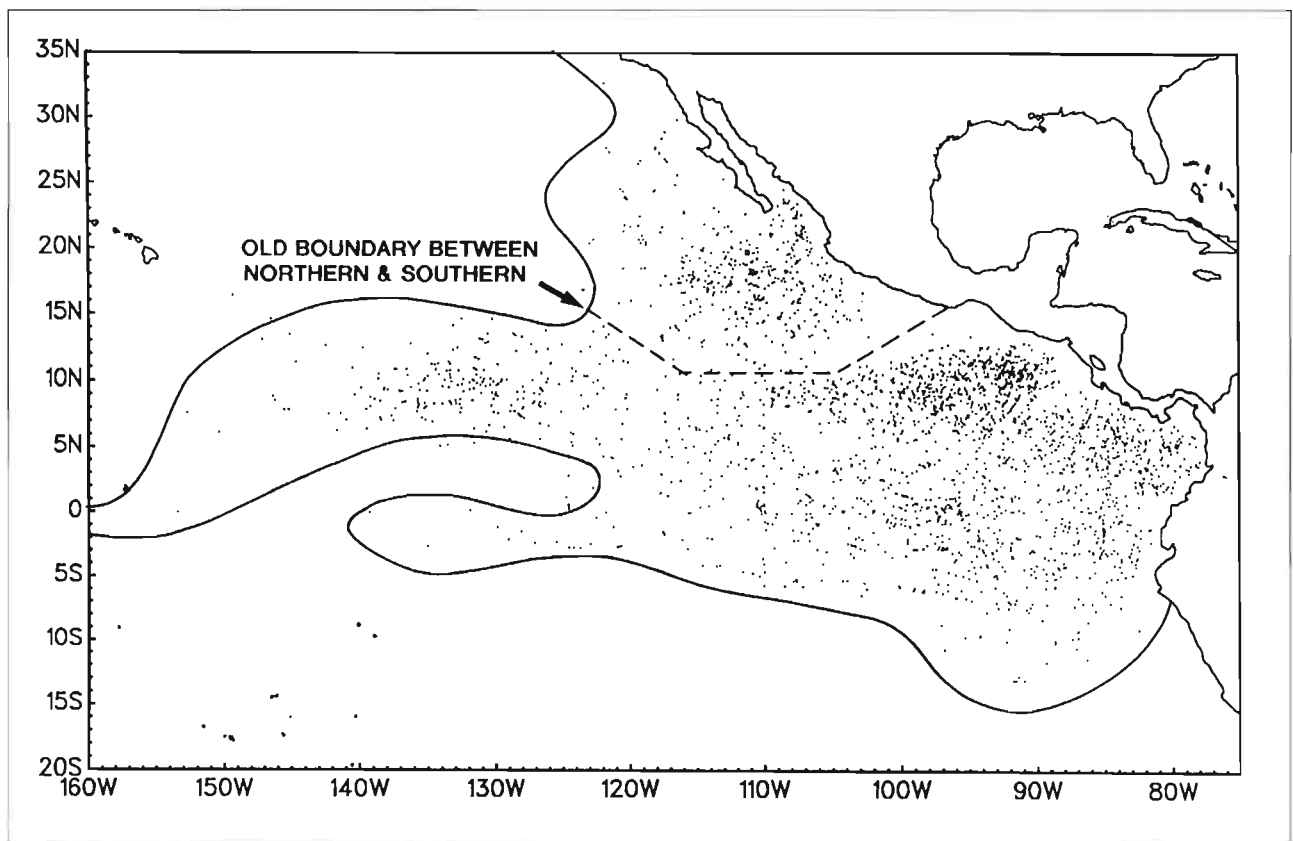 35N
30N
25N
20N
15N
10N
5N
0
5S
10S
15S
20S
OLD BOUNDARY BETWEEN
NORTHERN & SOUTHERN
160W 150W 140W 130W 120W 110W 100W 90W 80W